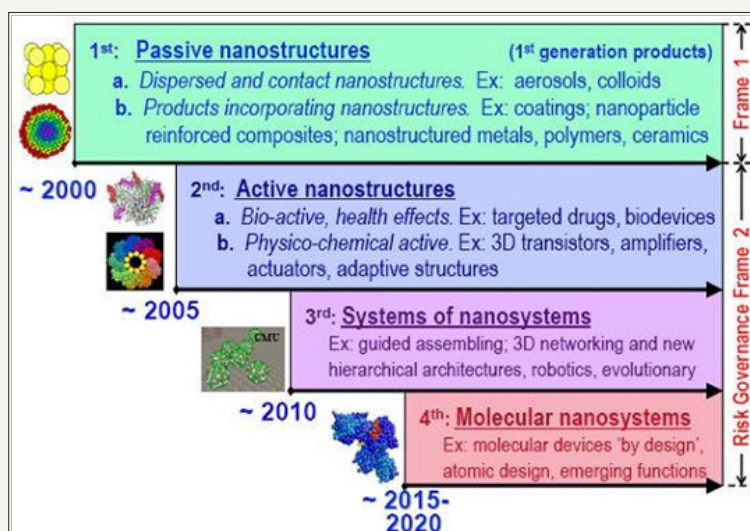 1st: Passive nanostructures (1st generation products)
a. Dispersed and contact nanostructures. Ex: aerosols, colloids
b. Products incorporating nanostructures. Ex: coatings; nanoparticle
reinforced composites; nanostructured metals, polymers, ceramics
~ 2000
2nd: Active nanostructures
a. Bio-active, health effects. Ex: targeted drugs, biodevices
b. Physico-chemical active. Ex: 3D transistors, amplifiers,
actuators, adaptive structures
~ 2005
3rd: Systems of nanosystems
Ex: guided assembling; 3D networking and new
hierarchical architectures, robotics, evolutionary
CMU
~ 2010
4th: Molecular nanosystems
Ex: molecular devices 'by design',
atomic design, emerging functions
~ 2015-
2020
Frame 1
Risk Governance Frame 2